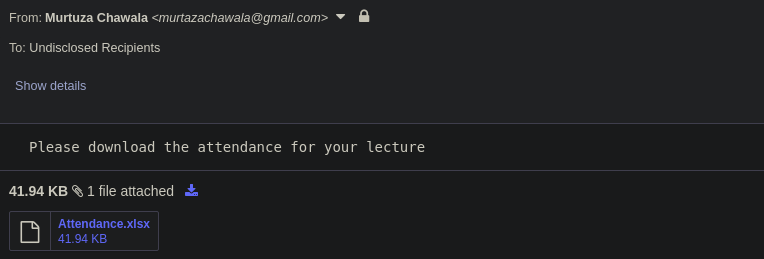 From: Murtuza Chawala <murtazachawala@gmail.com>
To: Undisclosed Recipients
Show details
Please download the attendance for your lecture
41.94 KB 1 file attached
Attendance.xlsx
41.94 KB